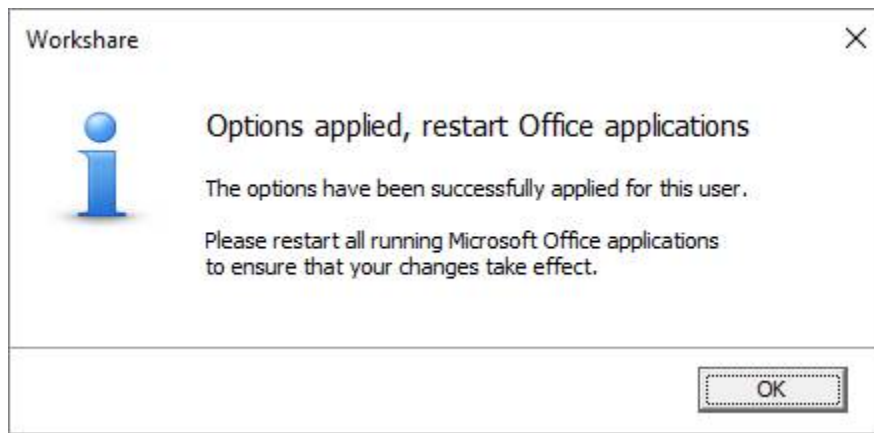 Workshare
Options applied, restart Office applications
The options have been successfully applied for this user.
Please restart all running Microsoft Office applications
to ensure that your changes take effect.
OK